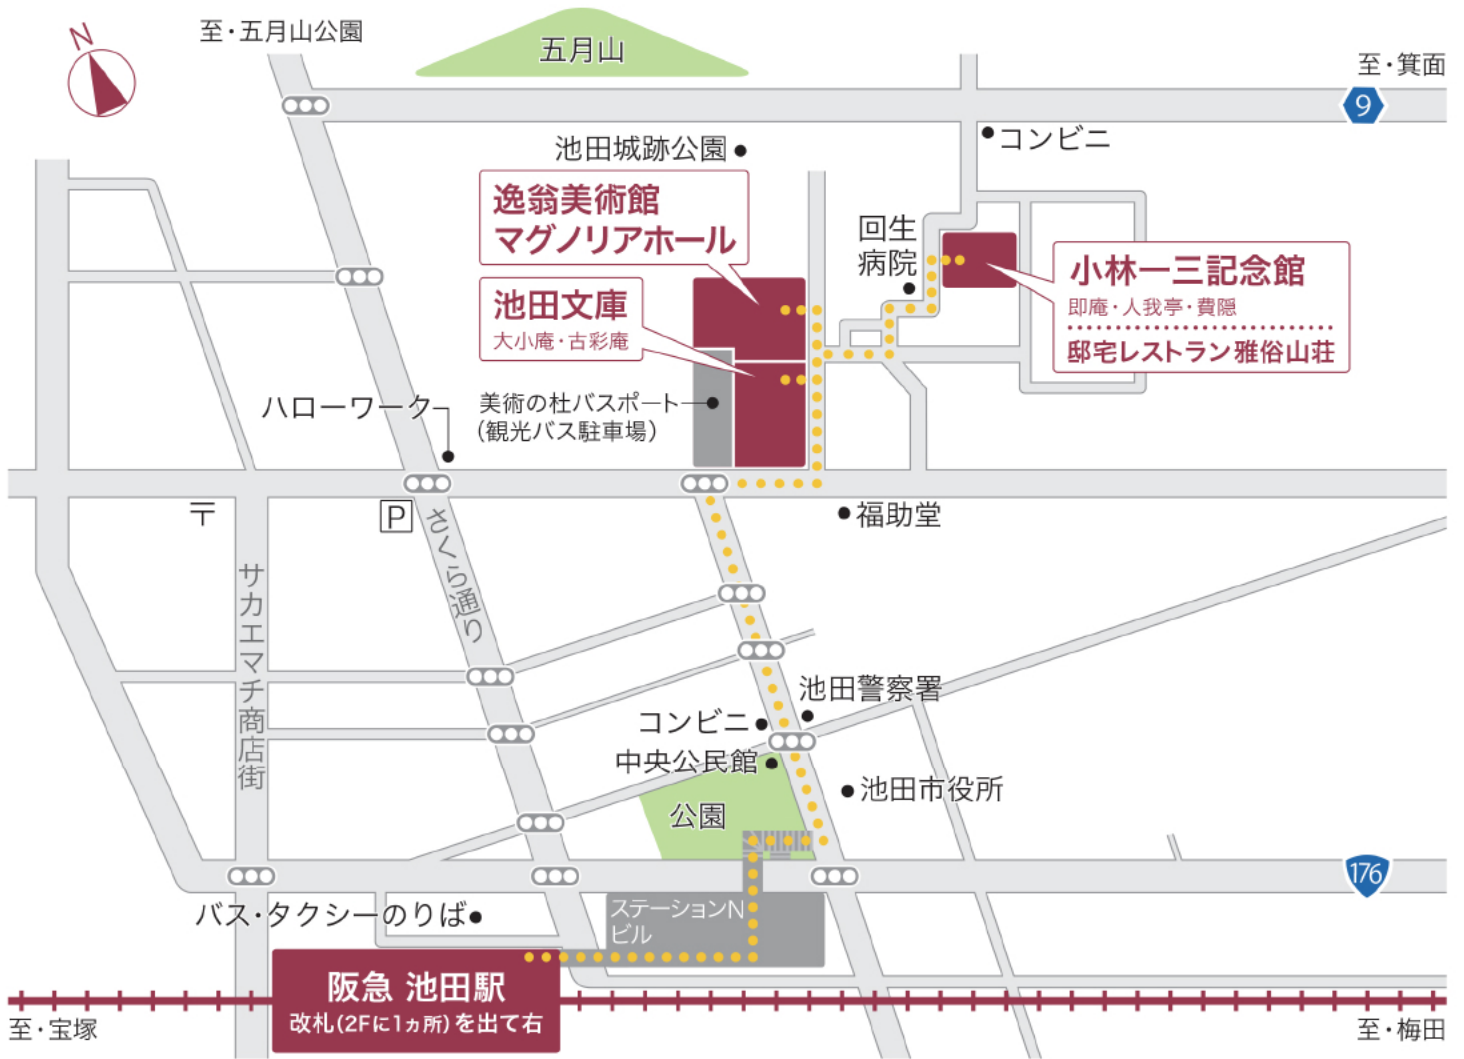 N
至・五月山公園
五月山
至・箕面
9
コンビニ
池田城跡公園
逸翁美術館
マグノリアホール
回生
病院
小林一三記念館
即庵・人我亭・費隠
邸宅レストラン雅俗山荘
池田文庫
大小庵・古彩庵
美術の杜バスポート
(観光バス駐車場)
ハローワーク
〒
P
さくら通り
福助堂
サカエマチ商店街
池田警察署
コンビニ
中央公民館
池田市役所
公園
176
バス・タクシーのりば
ステーションN
ビル
阪急 池田駅
改札(2Fに1ヵ所)を出て右
至・宝塚
至・梅田